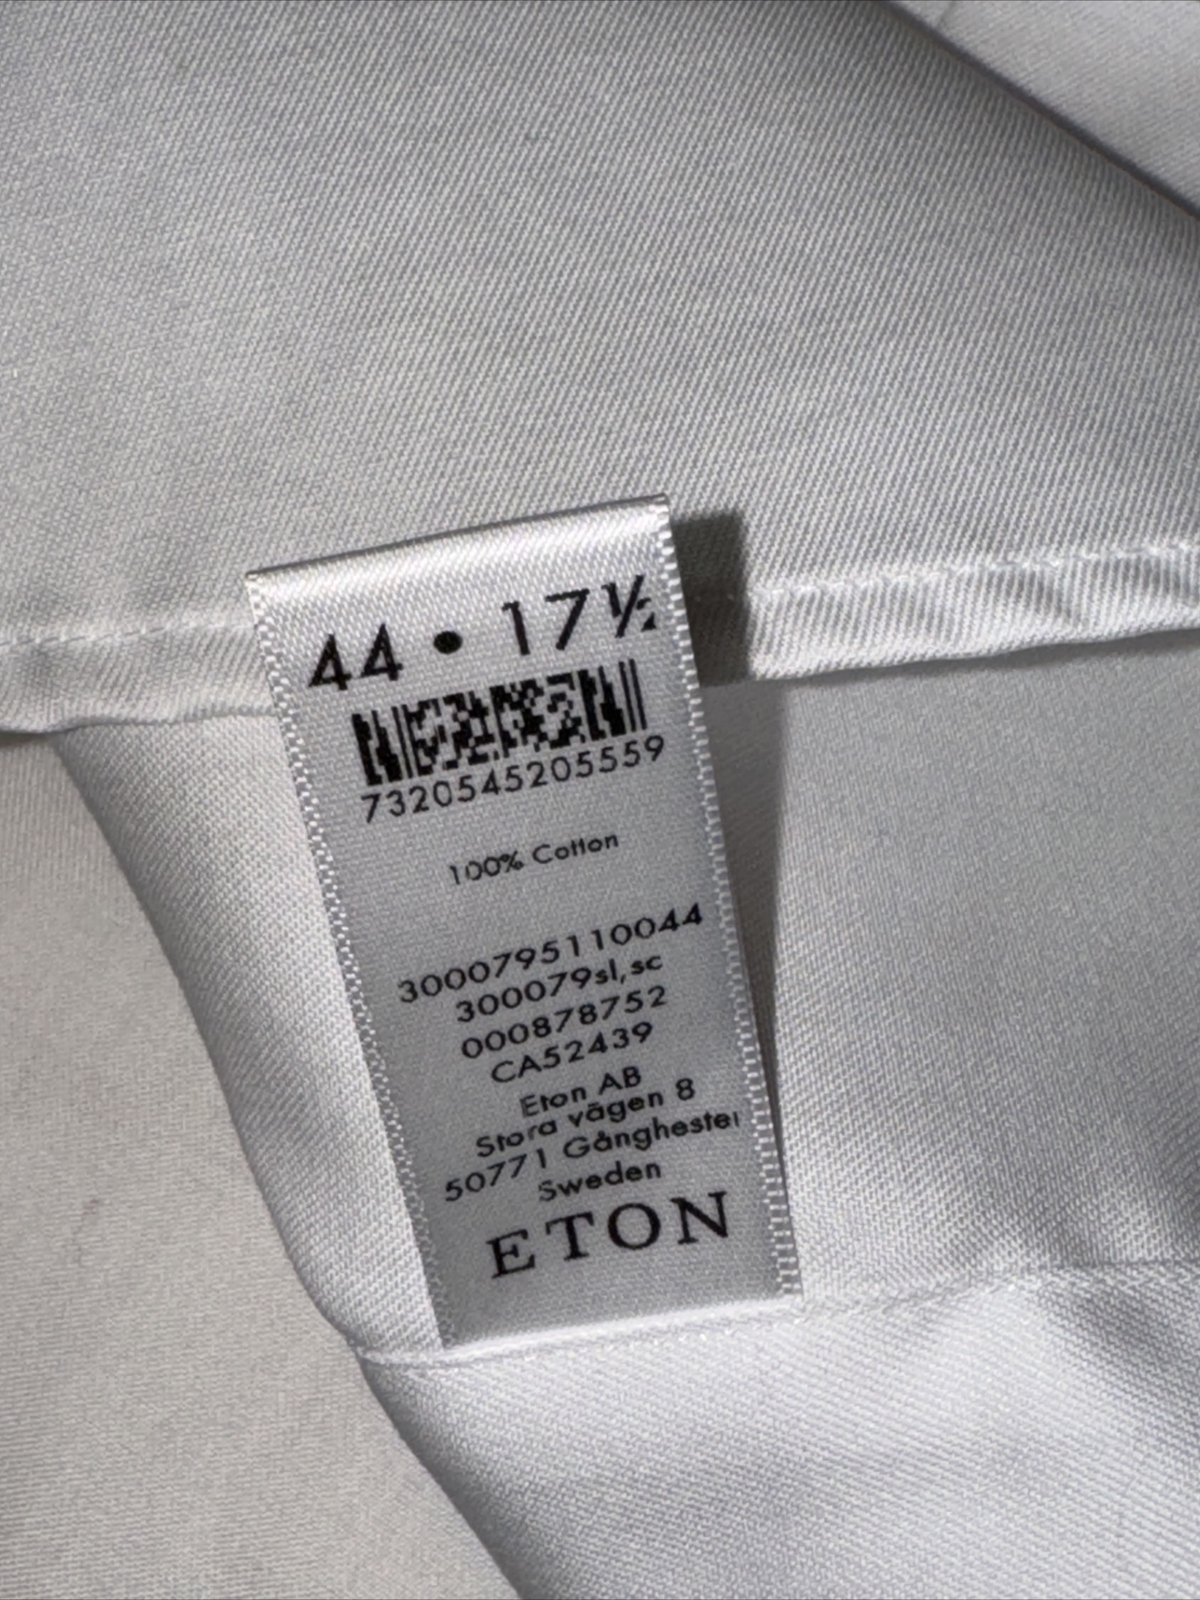 44 • 17½
7320545205559
100% Cotton
3000795110044
300079sl,sc
000878752
CA52439
Eton AB
Stora vägen 8
50771 Gånghester
Sweden
ETON